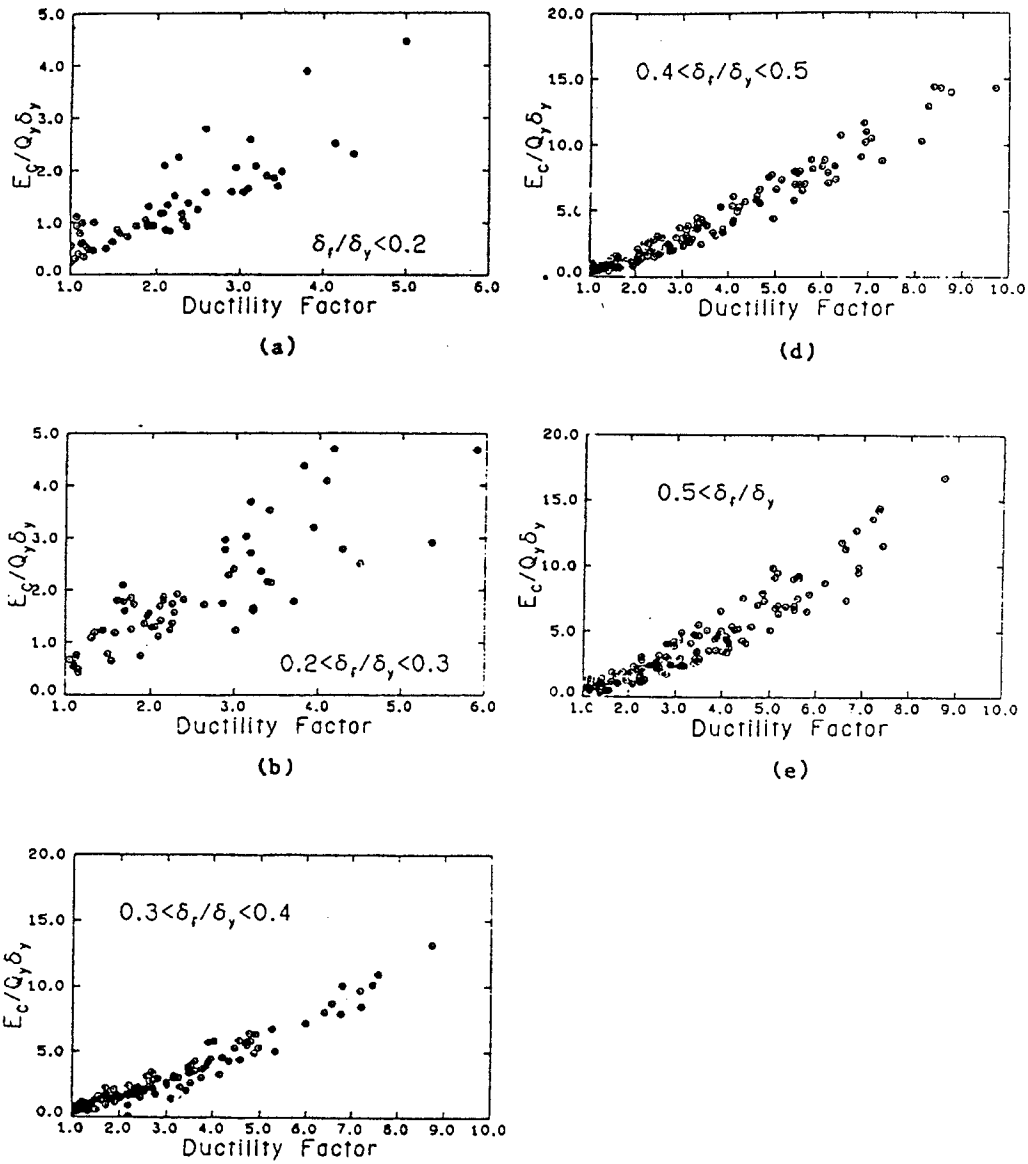 5.0
4.0
3.0
2.0
1.0
0.0
E_C/Q_yδ_y
δ_f/δ_y<0.2
1.0 2.0 3.0 4.0 5.0 6.0
Ductility Factor
(a)
5.0
4.0
3.0
2.0
1.0
0.0
E_C/Q_yδ_y
0.2<δ_f/δ_y<0.3
1.0 2.0 3.0 4.0 5.0 6.0
Ductility Factor
(b)
20.0
15.0
10.0
5.0
0.0
E_C/Q_yδ_y
0.3<δ_f/δ_y<0.4
1.0 2.0 3.0 4.0 5.0 6.0 7.0 8.0 9.0 10.0
Ductility Factor
20.0
15.0
10.0
5.0
0.0
E_C/Q_yδ_y
0.4<δ_f/δ_y<0.5
1.0 2.0 3.0 4.0 5.0 6.0 7.0 8.0 9.0 10.0
Ductility Factor
(d)
20.0
15.0
10.0
5.0
0.0
E_C/Q_yδ_y
0.5<δ_f/δ_y
1.0 2.0 3.0 4.0 5.0 6.0 7.0 8.0 9.0 10.0
Ductility Factor
(e)